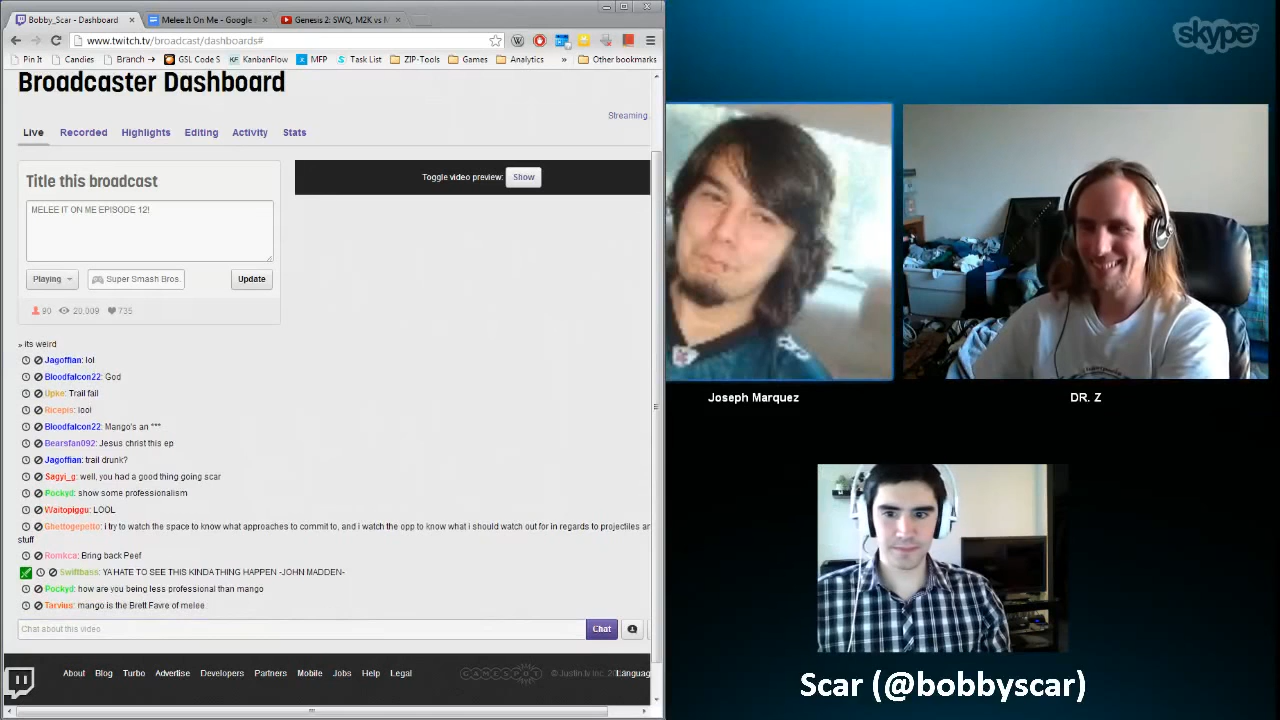 Bobby_Scar - Dashboard
Melee It On Me - Google
Genesis 2: SWQ, M2K vs M
www.twitch.tv/broadcast/dashboards#
Pin It
Candies
Branch →
GSL Code S
KanbanFlow
MFP
Task List
ZIP-Tools
Games
Analytics
»
Other bookmarks
Broadcaster Dashboard
Streaming
Live
Recorded
Highlights
Editing
Activity
Stats
Title this broadcast
Toggle video preview: Show
MELEE IT ON ME EPISODE 12!
Playing
Super Smash Bros.
Update
90
20,009
735
» its weird
Jagoffian: lol
Bloodfalcon22: God
Upke: Trail fail
Ricepis: lool
Bloodfalcon22: Mango's an ***
Bearsfan092: Jesus christ this ep
Jagoffian: trail drunk?
Sagyi_g: well, you had a good thing going scar
Pockyd: show some professionalism
Waitopiggu: LOOL
Ghettogepetto: i try to watch the space to know what approaches to commit to, and i watch the opp to know what i should watch out for in regards to projectiles an
stuff
Romkca: Bring back Peef
Swiftbass: YA HATE TO SEE THIS KINDA THING HAPPEN -JOHN MADDEN-
Pockyd: how are you being less professional than mango
Tarvius: mango is the Brett Favre of melee.
Chat about this video
Chat
About
Blog
Turbo
Advertise
Developers
Partners
Mobile
Jobs
Help
Legal
GAMESPOT
© Justin.tv Inc.
Languag
skype
Joseph Marquez
DR. Z
Scar (@bobbyscar)